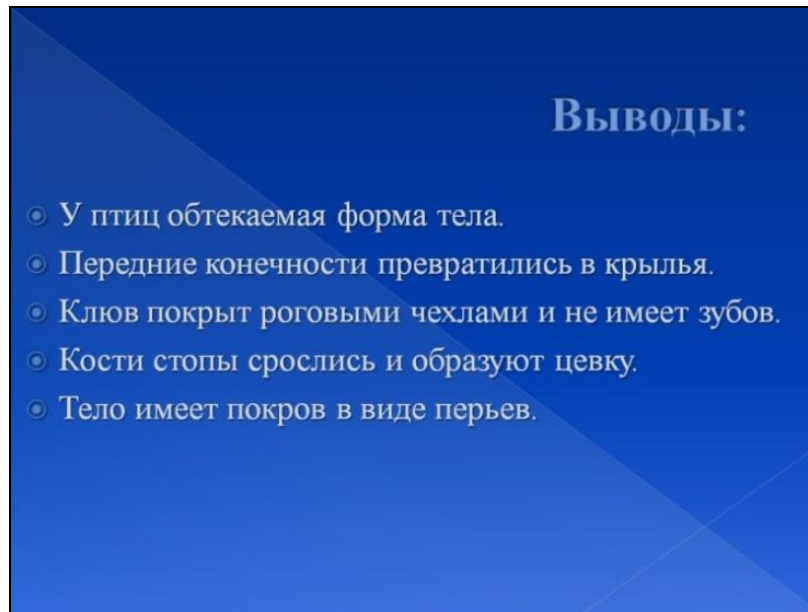 Выводы:
У птиц обтекаемая форма тела.
Передние конечности превратились в крылья.
Клюв покрыт роговыми чехлами и не имеет зубов.
Кости стопы срослись и образуют цевку.
Тело имеет покров в виде перьев.